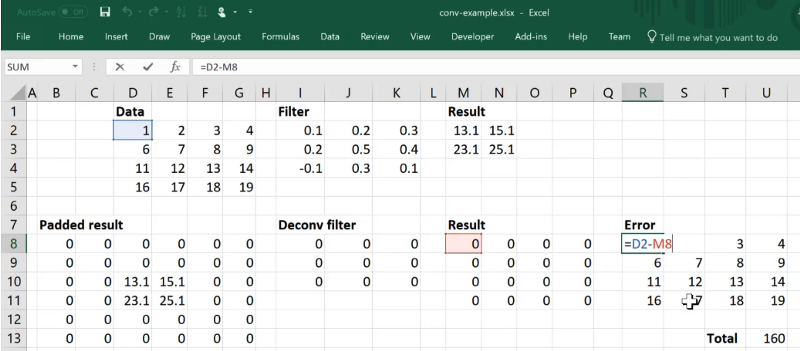 AutoSave Off conv-example.xlsx - Excel
File Home Insert Draw Page Layout Formulas Data Review View Developer Add-ins Help Team Tell me what you want to do
SUM fx =D2-M8
A B C D E F G H I J K L M N O P Q R S T U
1 Data Filter Result
2 1 2 3 4 0.1 0.2 0.3 13.1 15.1
3 6 7 8 9 0.2 0.5 0.4 23.1 25.1
4 11 12 13 14 -0.1 0.3 0.1
5 16 17 18 19
6
7 Padded result Deconv filter Result Error
8 0 0 0 0 0 0 0 0 0 0 0 0 0 =D2-M8 3 4
9 0 0 0 0 0 0 0 0 0 0 0 0 0 6 7 8 9
10 0 0 13.1 15.1 0 0 0 0 0 0 0 0 0 11 12 13 14
11 0 0 23.1 25.1 0 0 0 0 0 0 16 18 19
12 0 0 0 0 0 0
13 0 0 0 0 0 0 Total 160